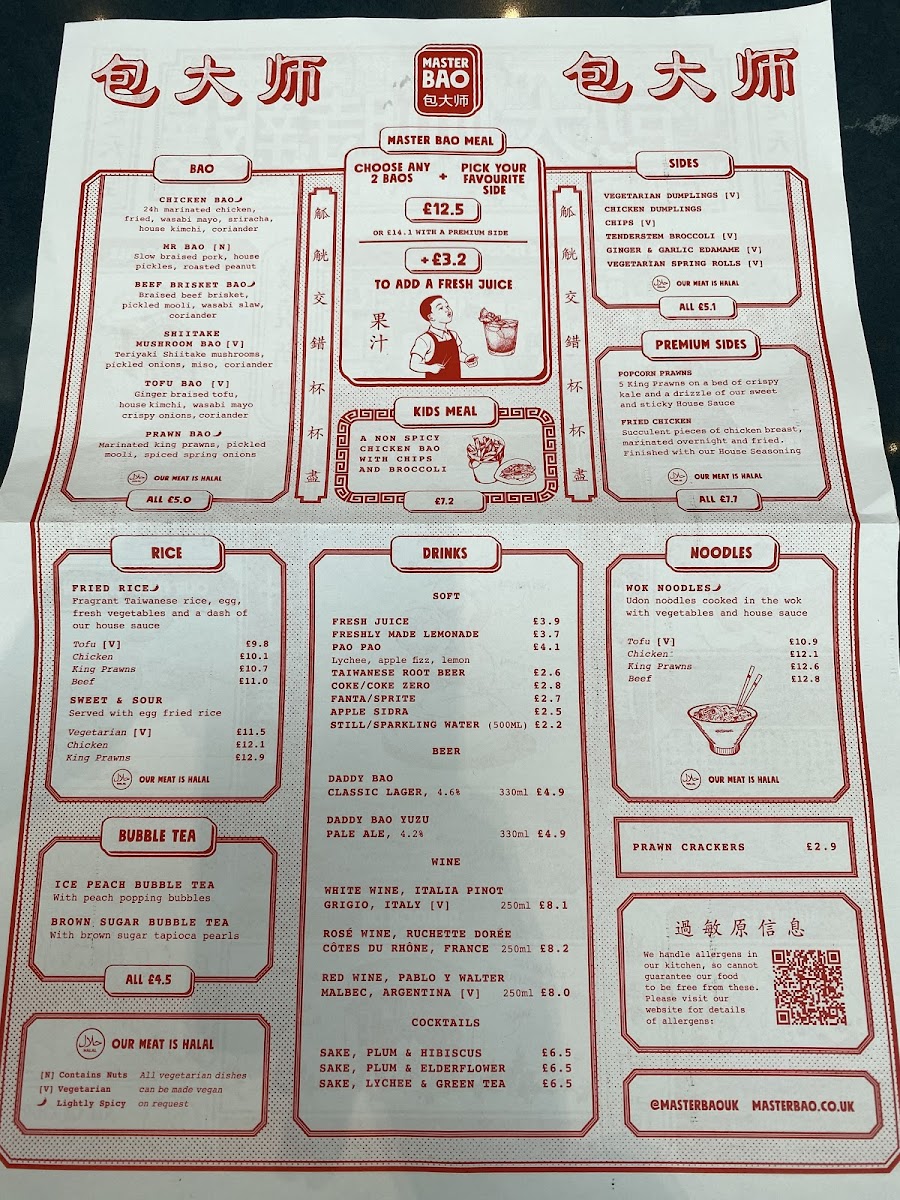 包大师
MASTER
BAO
包大师
包大师
BAO
CHICKEN BAO
24h marinated chicken,
fried, wasabi mayo, sriracha,
house kimchi, coriander
MR BAO [N]
Slow braised pork, house
pickles, roasted peanut
BEEF BRISKET BAO
Braised beef brisket,
pickled mooli, wasabi slaw,
coriander
SHIITAKE
MUSHROOM BAO [V]
Teriyaki Shiitake mushrooms,
pickled onions, miso, coriander
TOFU BAO [V]
Ginger braised tofu,
house kimchi, wasabi mayo
crispy onions, coriander
PRAWN BAO
Marinated king prawns, pickled
mooli, spiced spring onions
OUR MEAT IS HALAL
ALL £5.0
觥
交
錯
杯
杯
盡
MASTER BAO MEAL
CHOOSE ANY
2 BAOS
+
PICK YOUR
FAVOURITE
SIDE
£12.5
OR £14.1 WITH A PREMIUM SIDE
+£3.2
TO ADD A FRESH JUICE
果
汁
KIDS MEAL
A NON SPICY
CHICKEN BAO
WITH CHIPS
AND BROCCOLI
£7.2
觥
交
錯
杯
杯
盡
SIDES
VEGETARIAN DUMPLINGS [V]
CHICKEN DUMPLINGS
CHIPS [V]
TENDERSTEM BROCCOLI [V]
GINGER & GARLIC EDAMAME [V]
VEGETARIAN SPRING ROLLS [V]
OUR MEAT IS HALAL
ALL £5.1
PREMIUM SIDES
POPCORN PRAWNS
5 King Prawns on a bed of crispy
kale and a drizzle of our sweet
and sticky House Sauce
FRIED CHICKEN
Succulent pieces of chicken breast,
marinated overnight and fried.
Finished with our House Seasoning
OUR MEAT IS HALAL
ALL £7.7
RICE
FRIED RICE
Fragrant Taiwanese rice, egg,
fresh vegetables and a dash of
our house sauce
Tofu [V] £9.8
Chicken £10.1
King Prawns £10.7
Beef £11.0
SWEET & SOUR
Served with egg fried rice
Vegetarian [V] £11.5
Chicken £12.1
King Prawns £12.9
OUR MEAT IS HALAL
BUBBLE TEA
ICE PEACH BUBBLE TEA
With peach popping bubbles
BROWN SUGAR BUBBLE TEA
With brown sugar tapioca pearls
ALL £4.5
HALAL
OUR MEAT IS HALAL
[N] Contains Nuts
[V] Vegetarian
Lightly Spicy
All vegetarian dishes
can be made vegan
on request
DRINKS
SOFT
FRESH JUICE £3.9
FRESHLY MADE LEMONADE £3.7
PAO PAO £4.1
Lychee, apple fizz, lemon
TAIWANESE ROOT BEER £2.6
COKE/COKE ZERO £2.8
FANTA/SPRITE £2.7
APPLE SIDRA £2.5
STILL/SPARKLING WATER (500ML) £2.2
BEER
DADDY BAO
CLASSIC LAGER, 4.6% 330ml £4.9
DADDY BAO YUZU
PALE ALE, 4.2% 330ml £4.9
WINE
WHITE WINE, ITALIA PINOT
GRIGIO, ITALY [V] 250ml £8.1
ROSÉ WINE, RUCHETTE DORÉE
CÔTES DU RHÔNE, FRANCE 250ml £8.2
RED WINE, PABLO Y WALTER
MALBEC, ARGENTINA [V] 250ml £8.0
COCKTAILS
SAKE, PLUM & HIBISCUS £6.5
SAKE, PLUM & ELDERFLOWER £6.5
SAKE, LYCHEE & GREEN TEA £6.5
NOODLES
WOK NOODLES
Udon noodles cooked in the wok
with vegetables and house sauce
Tofu [V] £10.9
Chicken £12.1
King Prawns £12.6
Beef £12.8
OUR MEAT IS HALAL
PRAWN CRACKERS £2.9
過敏原信息
We handle allergens in
our kitchen, so cannot
guarantee our food
to be free from these.
Please visit our
website for details
of allergens:
@MASTERBAOUK MASTERBAO.CO.UK